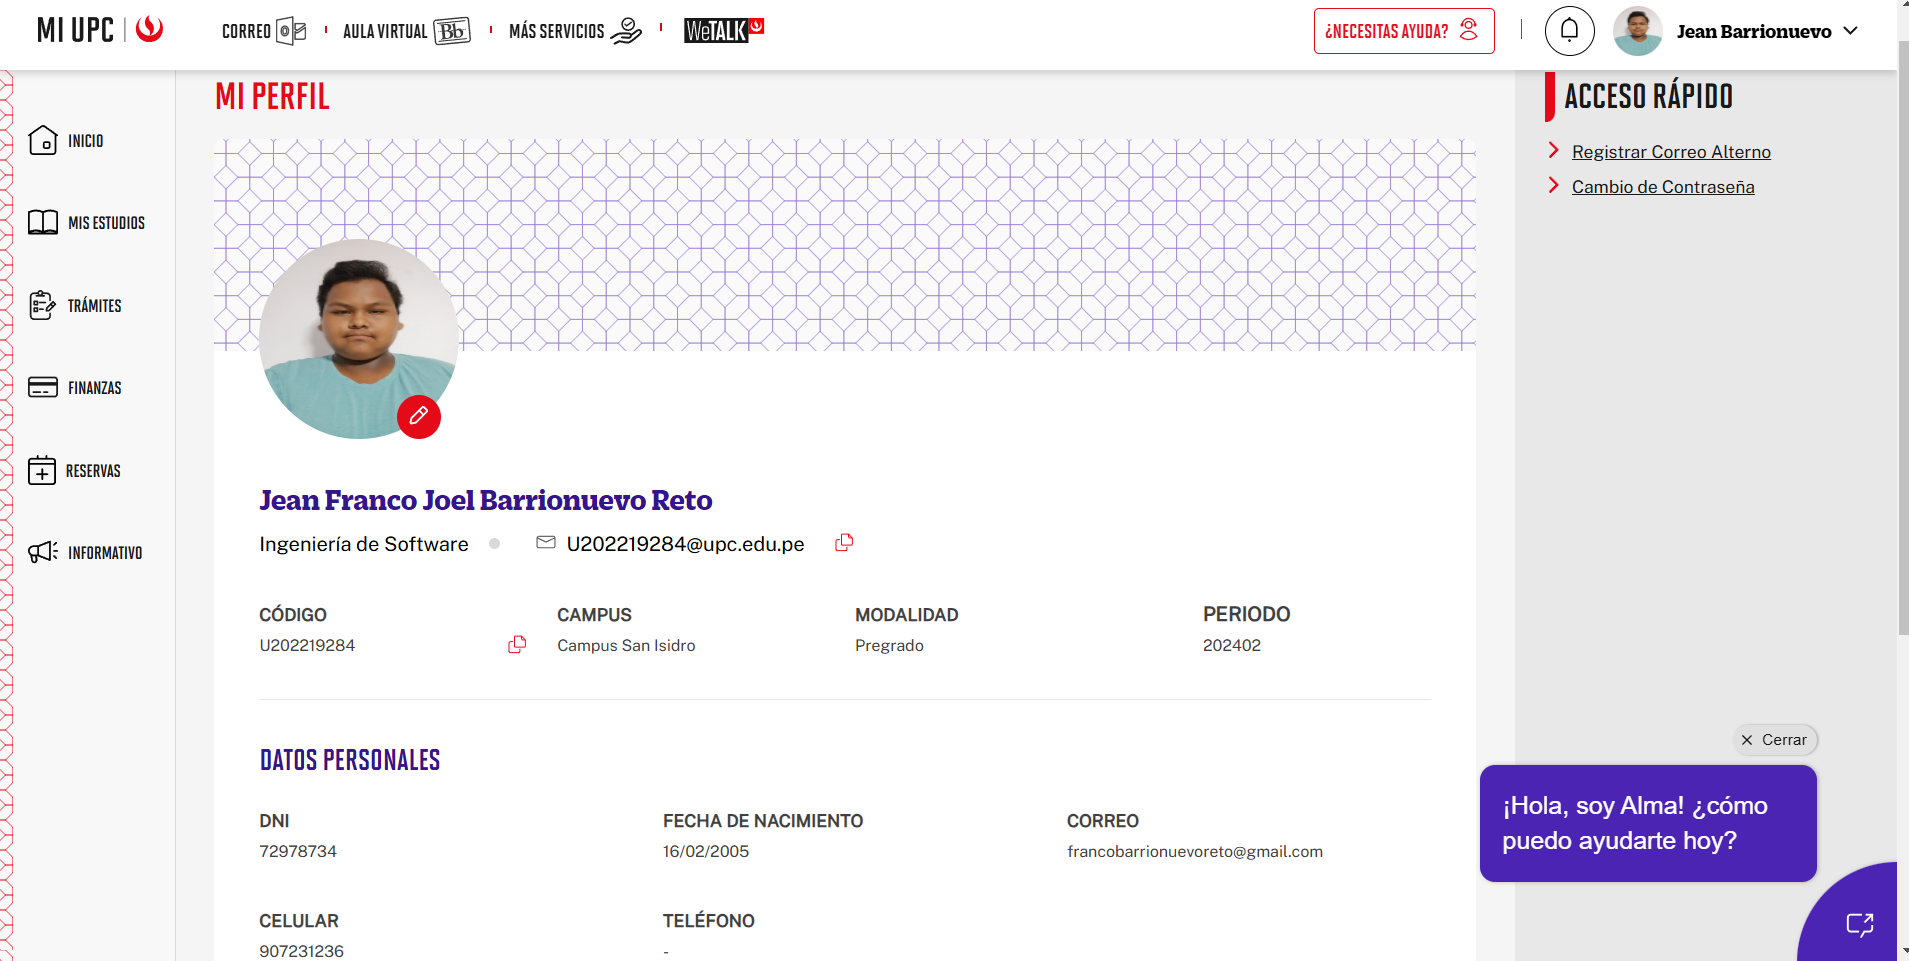 MI UPC
CORREO
AULA VIRTUAL Bb
MÁS SERVICIOS
WeTALK
¿NECESITAS AYUDA?
Jean Barrionuevo
INICIO
MIS ESTUDIOS
TRÁMITES
FINANZAS
RESERVAS
INFORMATIVO
MI PERFIL
Jean Franco Joel Barrionuevo Reto
Ingeniería de Software
U202219284@upc.edu.pe
CÓDIGO
U202219284
CAMPUS
Campus San Isidro
MODALIDAD
Pregrado
PERIODO
202402
DATOS PERSONALES
DNI
72978734
FECHA DE NACIMIENTO
16/02/2005
CORREO
francobarrionuevoreto@gmail.com
CELULAR
907231236
TELÉFONO
-
ACCESO RÁPIDO
Registrar Correo Alterno
Cambio de Contraseña
Cerrar
¡Hola, soy Alma! ¿cómo
puedo ayudarte hoy?